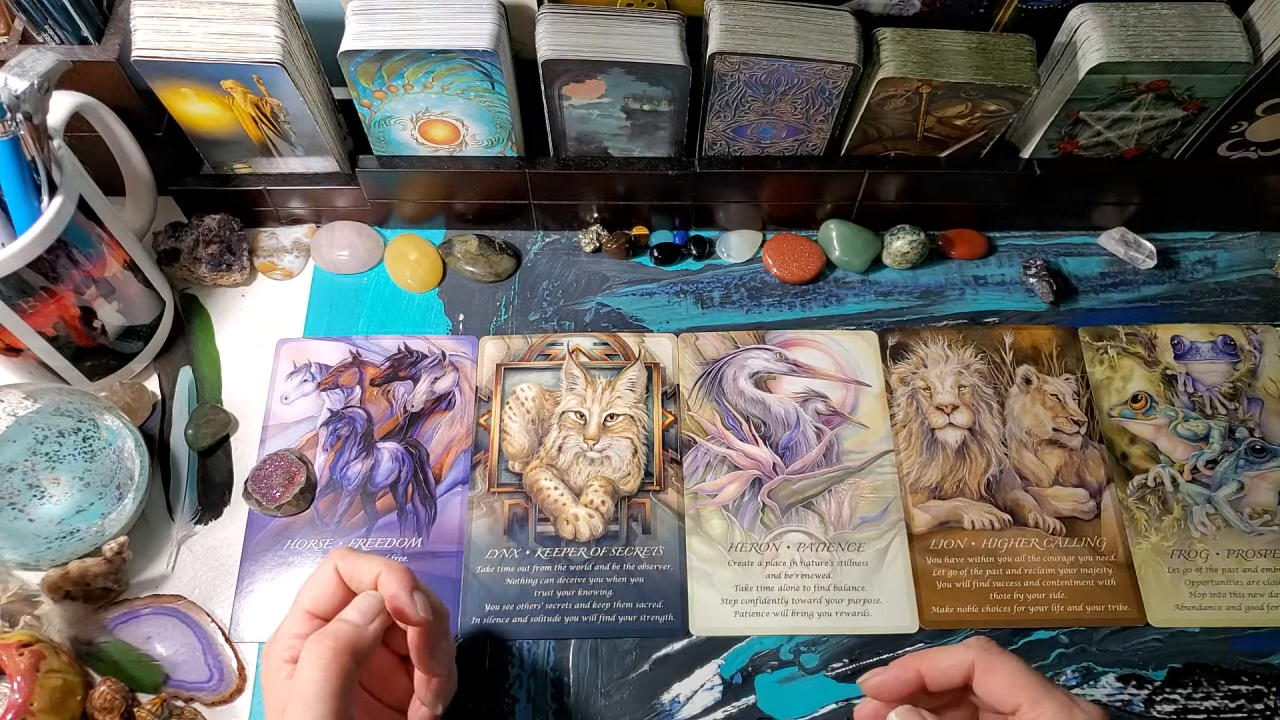 HORSE • FREEDOM
free.
LYNX • KEEPER OF SECRETS
Take time out from the world and be the observer.
Nothing can deceive you when you
trust your knowing.
You see others' secrets and keep them sacred.
In silence and solitude you will find your strength.
HERON • PATIENCE
Create a place in nature's stillness
and be renewed.
Take time alone to find balance.
Step confidently toward your purpose.
Patience will bring you rewards.
LION • HIGHER CALLING
You have within you all the courage you need.
Let go of the past and reclaim your majesty.
You will find success and contentment with
those by your side.
Make noble choices for your life and your tribe.
FROG • PROSPE
Let go of the past and emb
Opportunities are clos
Hop into this new da
Abundance and good for